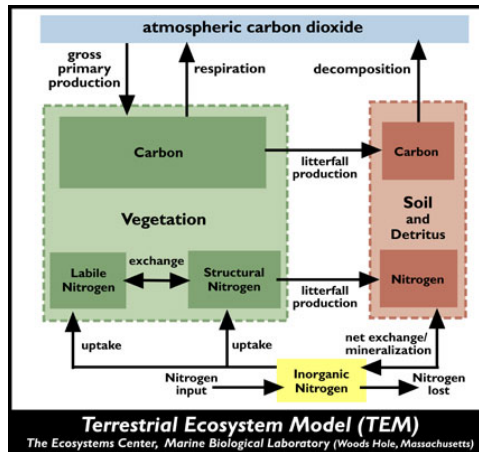 atmospheric carbon dioxide
gross
primary
production
respiration
decomposition
Carbon
litterfall
production
Carbon
Vegetation
Soil
and
Detritus
Labile
Nitrogen
exchange
Structural
Nitrogen
litterfall
production
Nitrogen
uptake
uptake
net exchange/
mineralization
Nitrogen
input
Inorganic
Nitrogen
Nitrogen
lost
Terrestrial Ecosystem Model (TEM)
The Ecosystems Center, Marine Biological Laboratory (Woods Hole, Massachusetts)